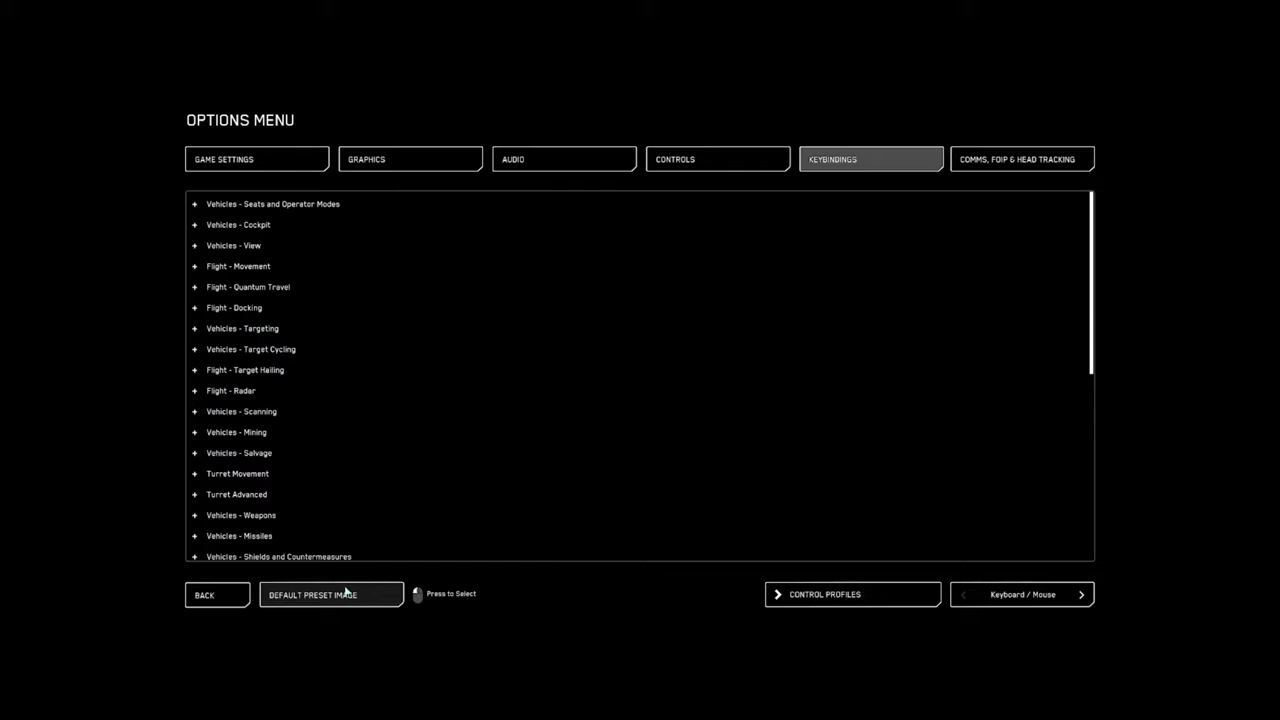 OPTIONS MENU
GAME SETTINGS
GRAPHICS
AUDIO
CONTROLS
KEYBINDINGS
COMMS, FOIP & HEAD TRACKING
+ Vehicles - Seats and Operator Modes
+ Vehicles - Cockpit
+ Vehicles - View
+ Flight - Movement
+ Flight - Quantum Travel
+ Flight - Docking
+ Vehicles - Targeting
+ Vehicles - Target Cycling
+ Flight - Target Hailing
+ Flight - Radar
+ Vehicles - Scanning
+ Vehicles - Mining
+ Vehicles - Salvage
+ Turret Movement
+ Turret Advanced
+ Vehicles - Weapons
+ Vehicles - Missiles
+ Vehicles - Shields and Countermeasures
BACK
DEFAULT PRESET IMAGE
Press to Select
CONTROL PROFILES
Keyboard / Mouse